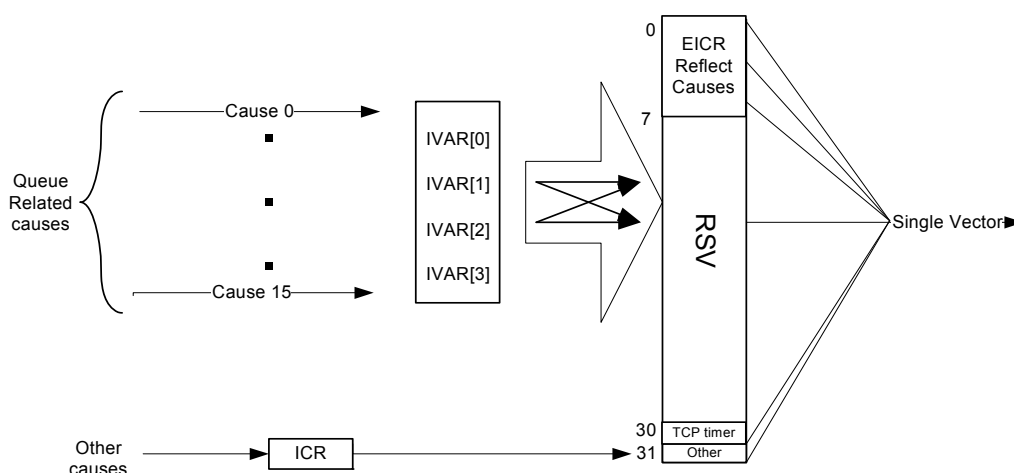 Queue
Related
causes
Cause 0
Cause 15
IVAR[0]
IVAR[1]
IVAR[2]
IVAR[3]
0
7
30
31
EICR
Reflect
Causes
RSV
TCP timer
Other
Single Vector
Other
causes
ICR